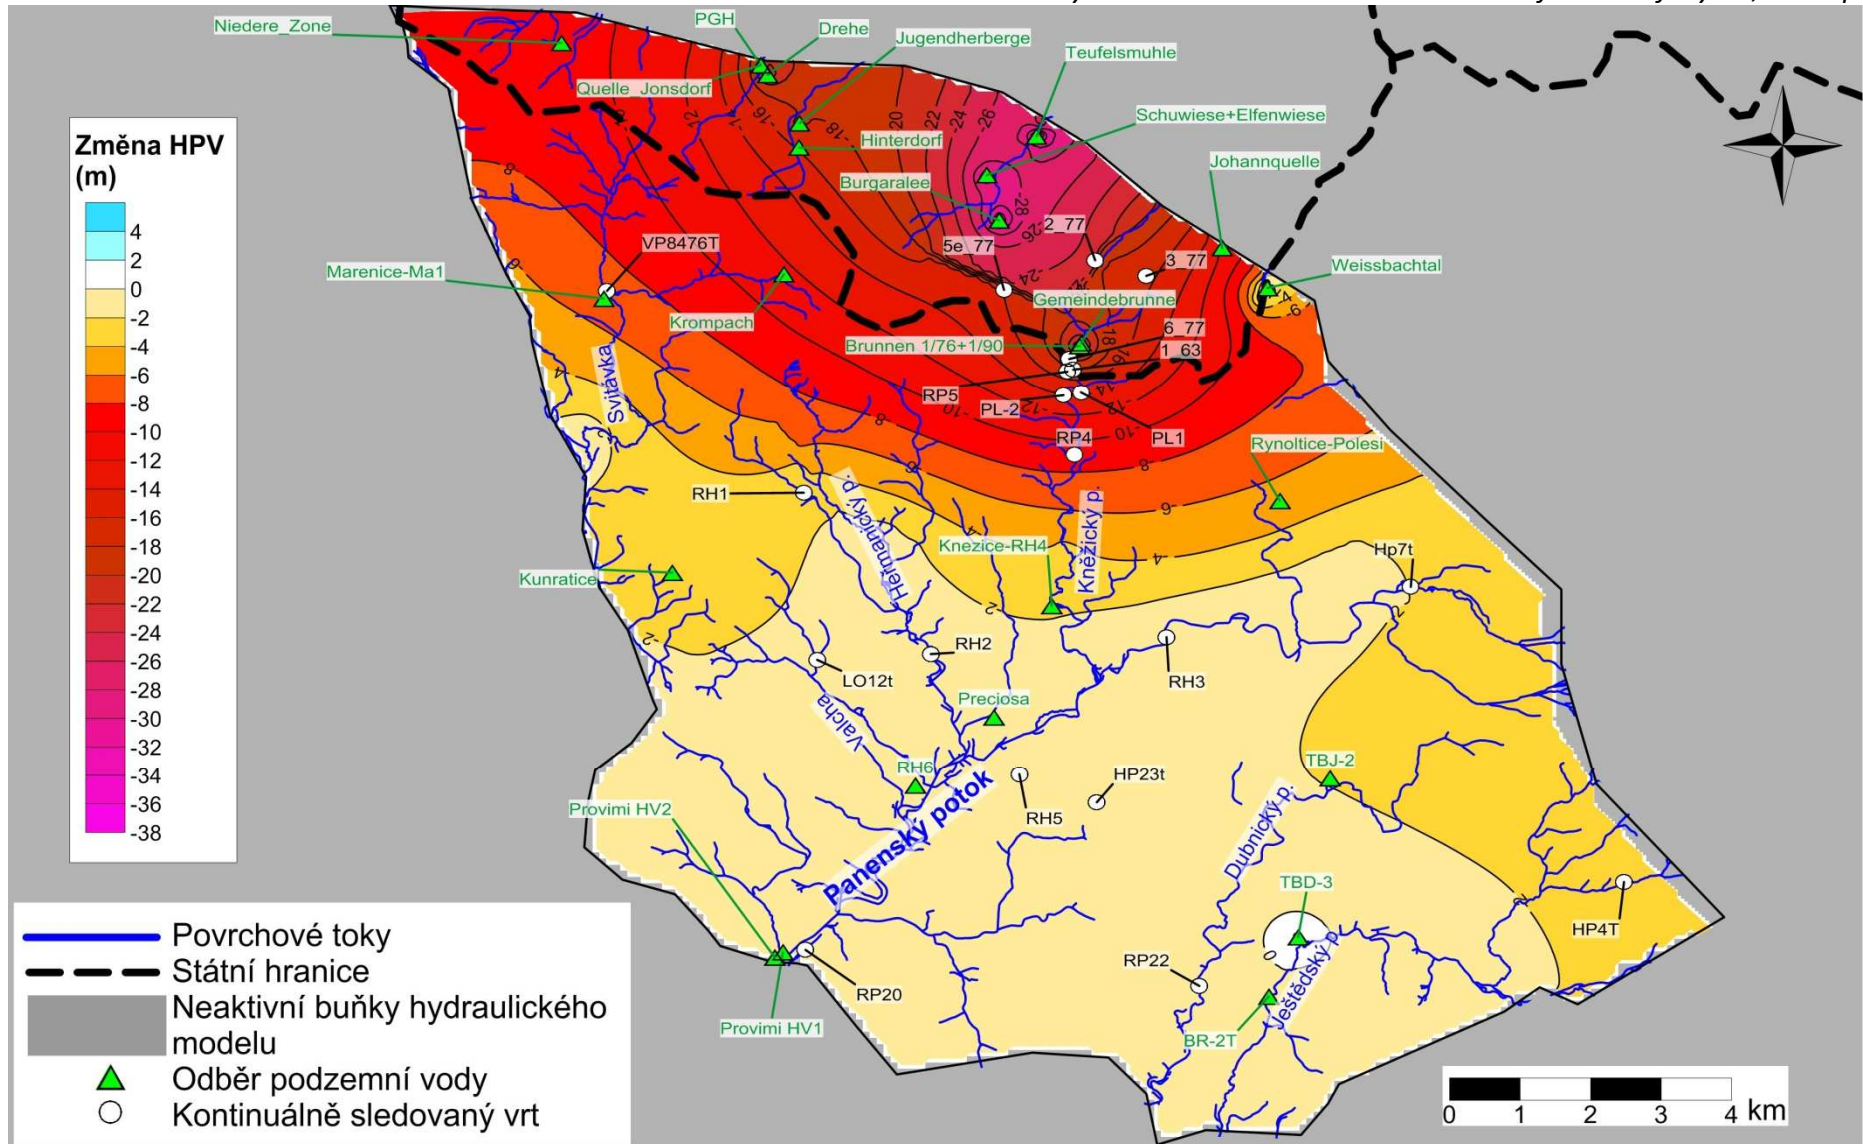 Niedere_Zone
PGH
Drehe
Jugendherberge
Teufelsmuhle
Quelle_Jonsdorf
Schuwiese+Elfenwiese
Hinterdorf
Johannquelle
Burgaralee
2_77
5e_77
3_77
VP8476T
Marenice-Ma1
Weissbachtal
Gemeindebrunne
Krompach
6_77
Brunnen 1/76+1/90
1_63
RP5
PL-2
PL1
RP4
Rynoltice-Polesi
Svitávka
RH1
Heřmanický p.
Kněžický p.
Knezice-RH4
Hp7t
Kunratice
RH2
LO12t
RH3
Preciosa
Valcha
RH6
TBJ-2
HP23t
Provimi HV2
RH5
Panenský potok
Dubnický p.
TBD-3
HP4T
RP22
RP20
Ještědský p.
Provimi HV1
BR-2T
Změna HPV
(m)
4
2
0
-2
-4
-6
-8
-10
-12
-14
-16
-18
-20
-22
-24
-26
-28
-30
-32
-34
-36
-38
Povrchové toky
Státní hranice
Neaktivní buňky hydraulického
modelu
Odběr podzemní vody
Kontinuálně sledovaný vrt
0 1 2 3 4 km